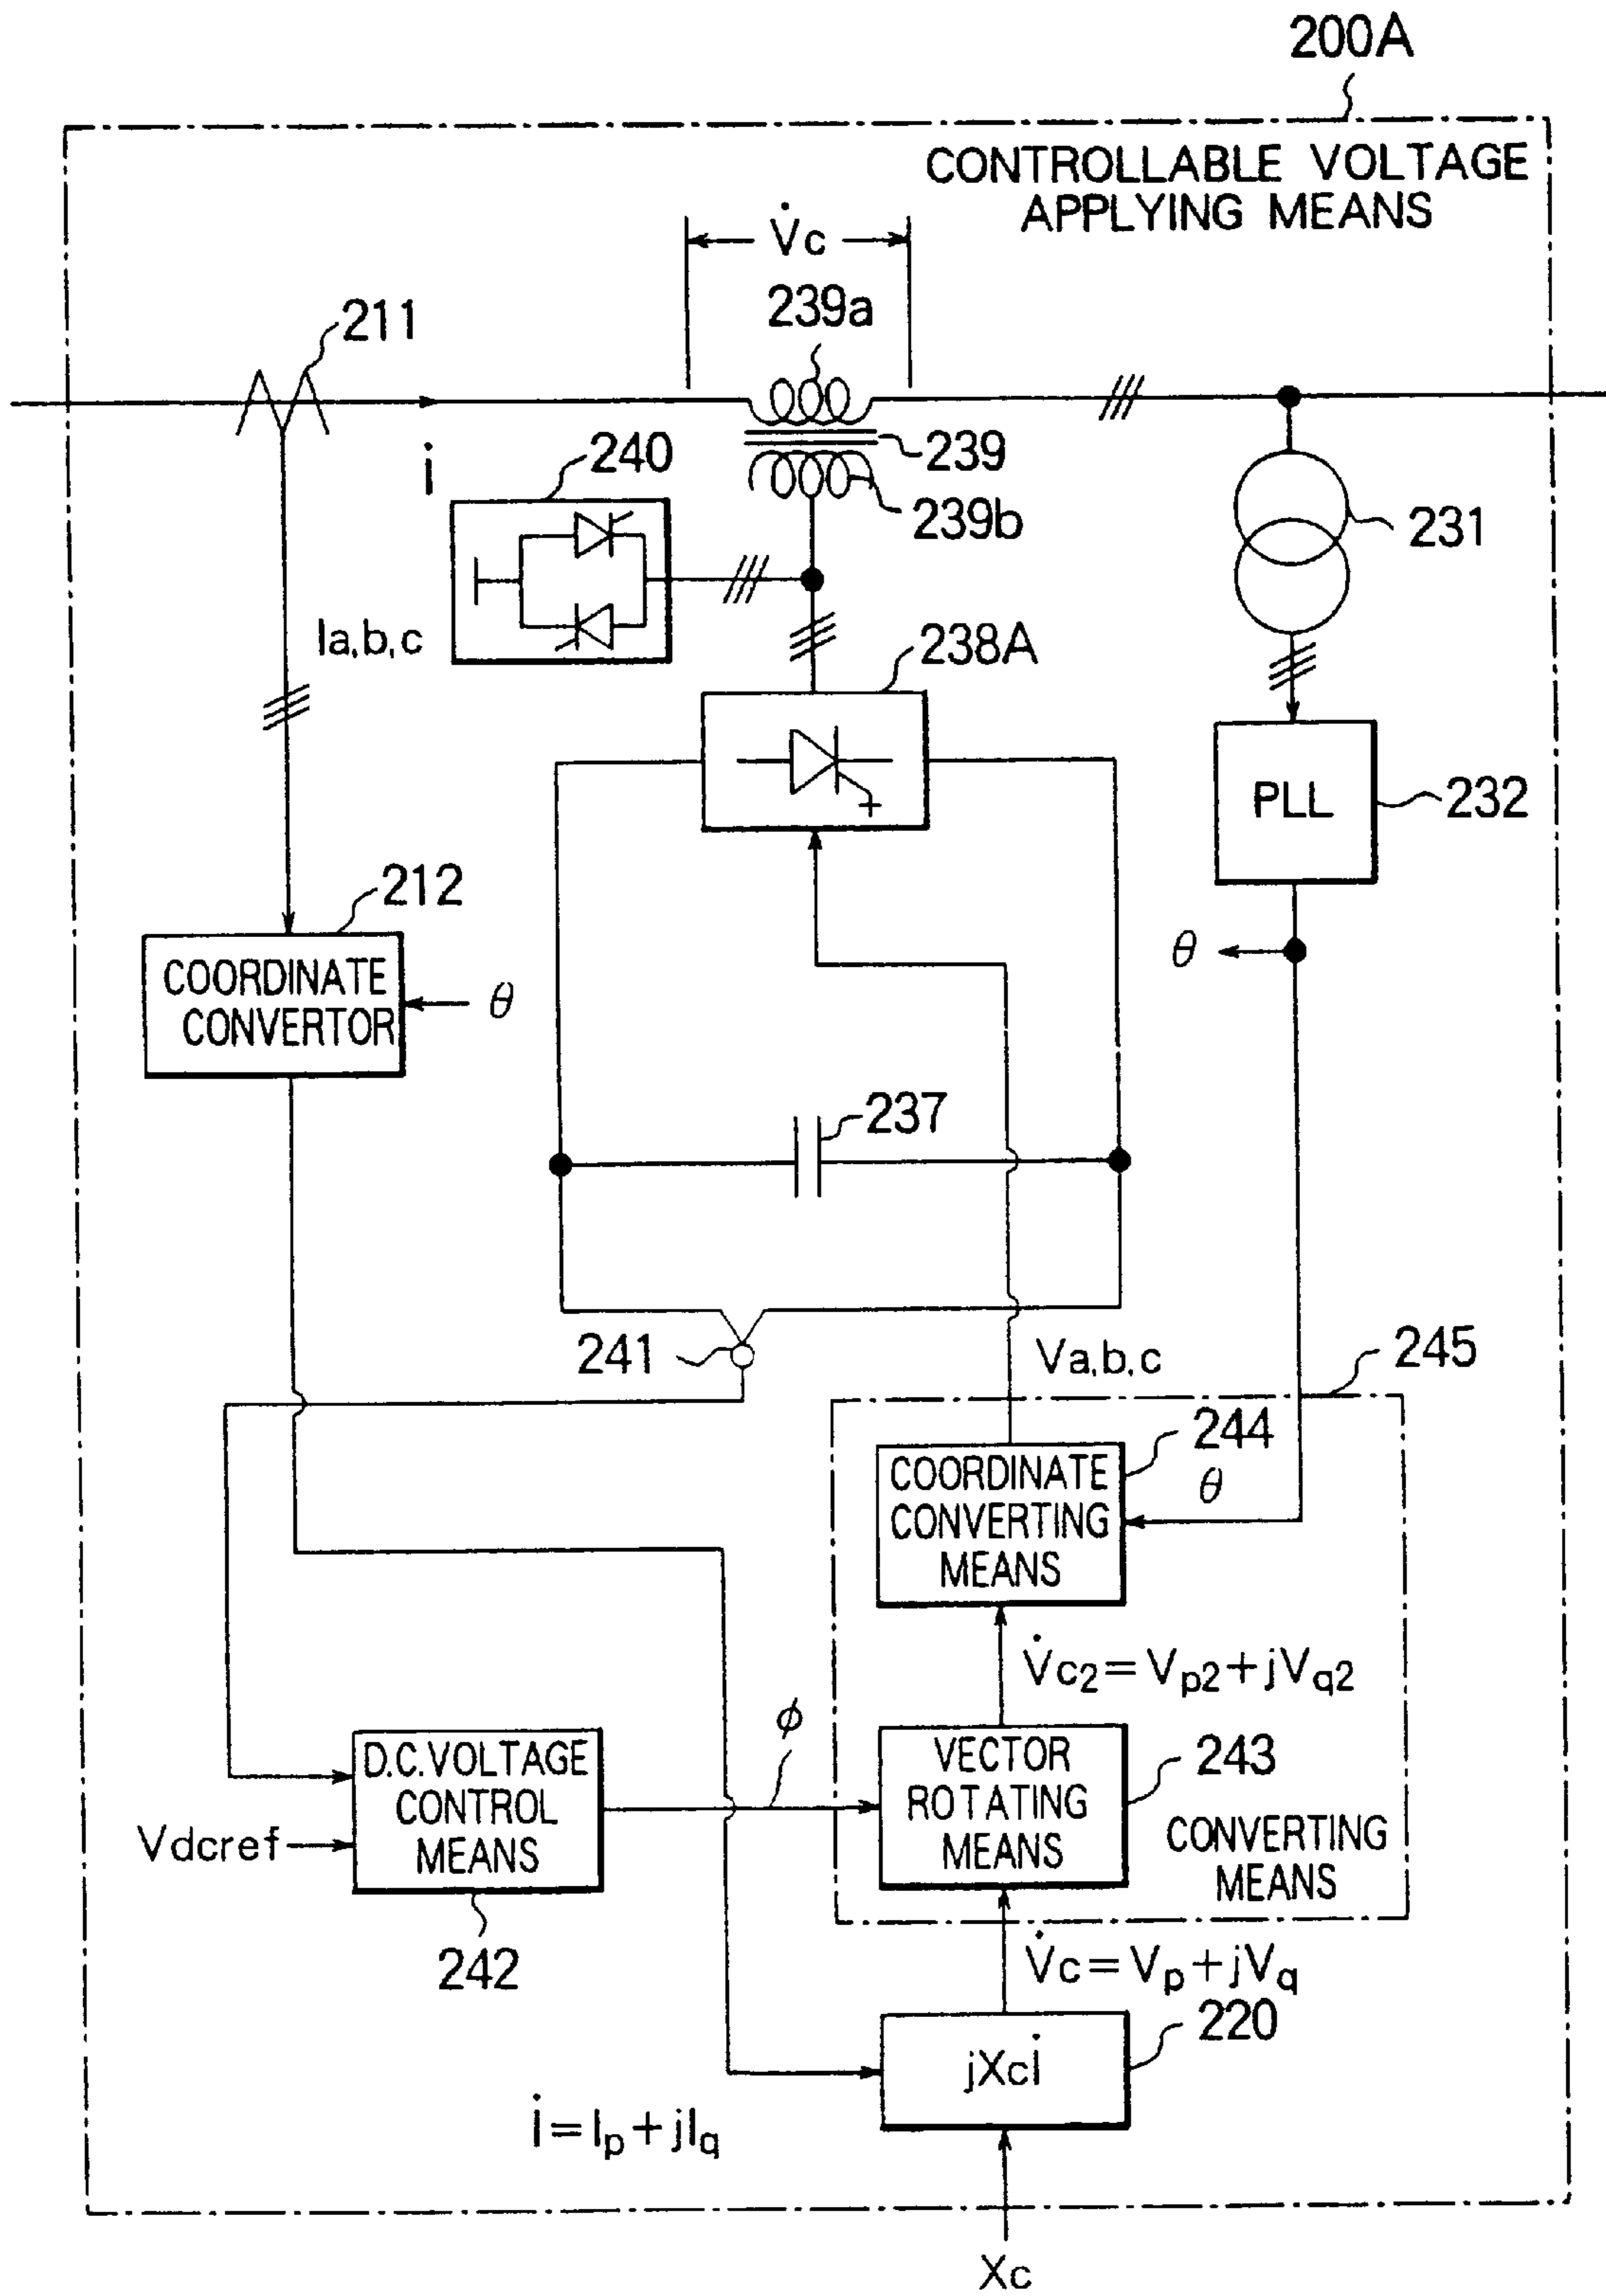 200A
CONTROLLABLE VOLTAGE
APPLYING MEANS
V̇c
239a
211
239
240
i
239b
231
Ia,b,c
238A
PLL
232
212
θ
COORDINATE
CONVERTOR
θ
237
241
Va,b,c
245
244
COORDINATE
CONVERTING
MEANS
θ
V̇c2=Vp2+jVq2
φ
D.C.VOLTAGE
CONTROL
MEANS
VECTOR
ROTATING
MEANS
243
Vdcref
CONVERTING
MEANS
242
V̇c=Vp+jVq
220
jXci̇
i̇=Ip+jIq
Xc